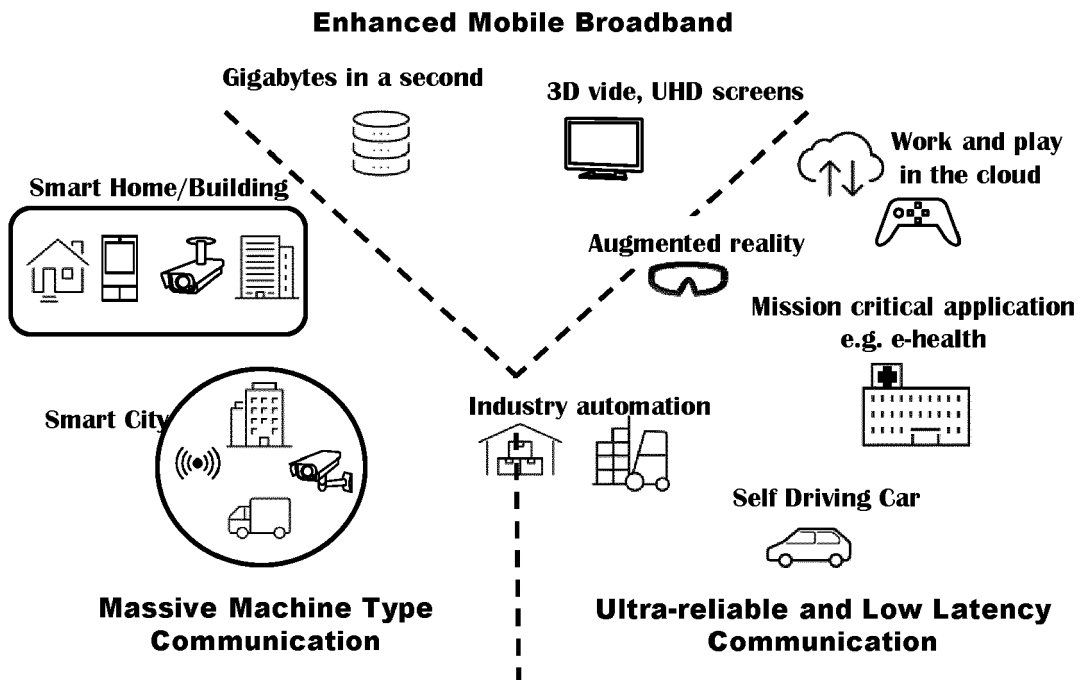 Enhanced Mobile Broadband
Gigabytes in a second
3D vide, UHD screens
Work and play
in the cloud
Smart Home/Building
Augmented reality
Mission critical application
e.g. e-health
Industry automation
Smart City
Self Driving Car
Massive Machine Type
Communication
Ultra-reliable and Low Latency
Communication